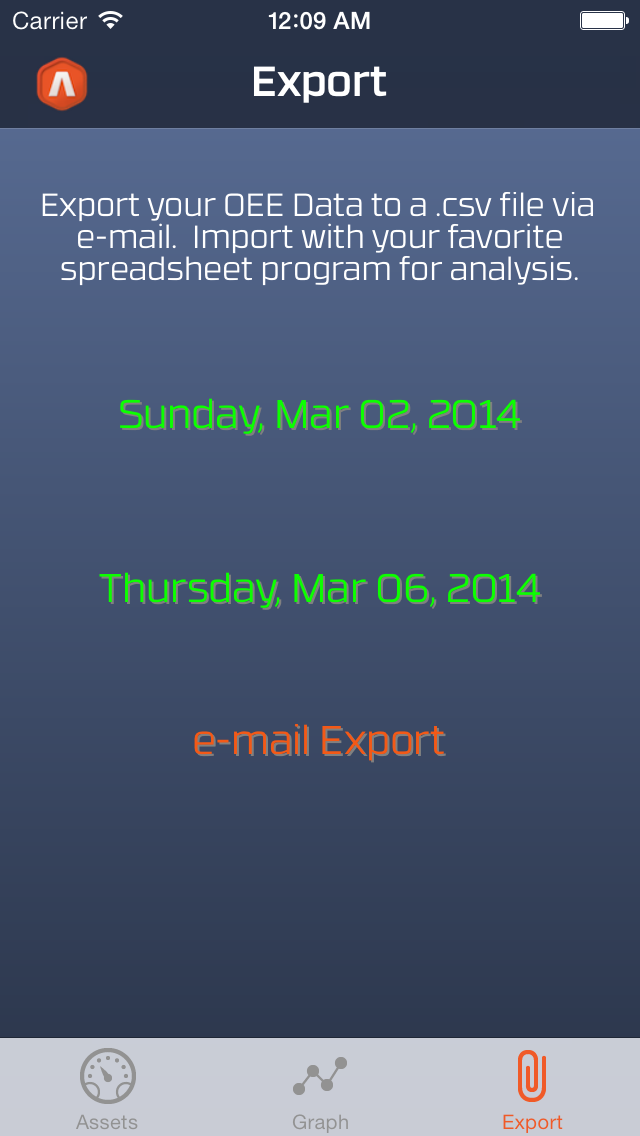 Carrier 12:09 AM
Export
Export your OEE Data to a .csv file via
e-mail.  Import with your favorite
spreadsheet program for analysis.
Sunday, Mar 02, 2014
Thursday, Mar 06, 2014
e-mail Export
Assets Graph Export